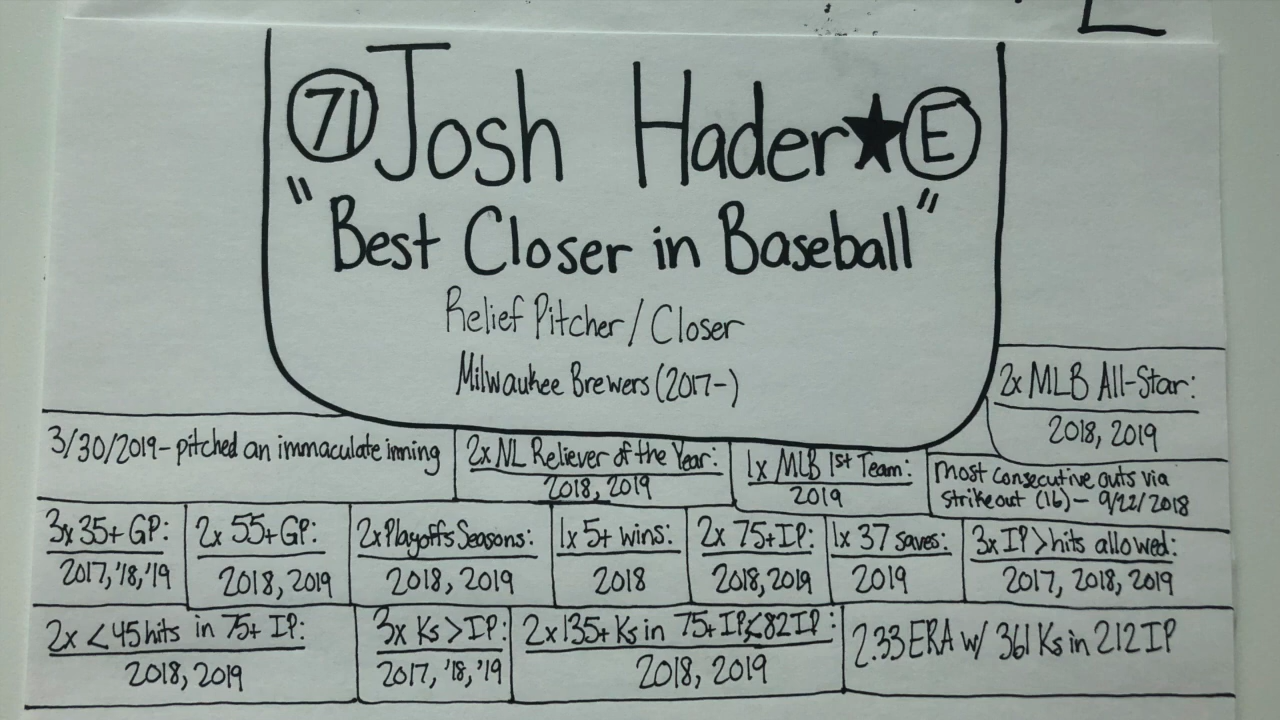 71 Josh Hader ★ E
"Best Closer in Baseball"
Relief Pitcher / Closer
Milwaukee Brewers (2017-)
2x MLB All-Star:
2018, 2019
3/30/2019 - pitched an immaculate inning
2x NL Reliever of the Year:
2018, 2019
1x MLB 1st Team:
2019
most consecutive outs via
strikeout (16) - 9/22/2018
3x 35+ GP:
2017, '18, '19
2x 55+ GP:
2018, 2019
2x Playoffs Seasons:
2018, 2019
1x 5+ wins:
2018
2x 75+ IP:
2018, 2019
1x 37 saves:
2019
3x IP > hits allowed:
2017, 2018, 2019
2x < 45 hits in 75+ IP:
2018, 2019
3x Ks > IP:
2017, '18, '19
2x 135+ Ks in 75+ IP ≤ 82 IP:
2018, 2019
2.33 ERA w/ 361 Ks in 212 IP